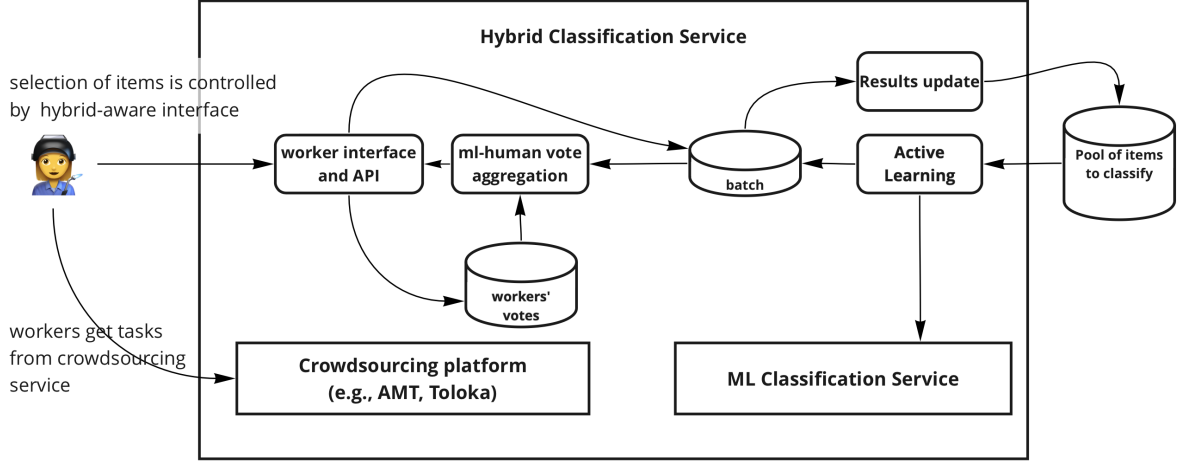 Hybrid Classification Service
selection of items is controlled
by hybrid-aware interface
Results update
worker interface
and API
ml-human vote
aggregation
batch
Active
Learning
Pool of items
to classify
workers'
votes
workers get tasks
from crowdsourcing
service
Crowdsourcing platform
(e.g., AMT, Toloka)
ML Classification Service